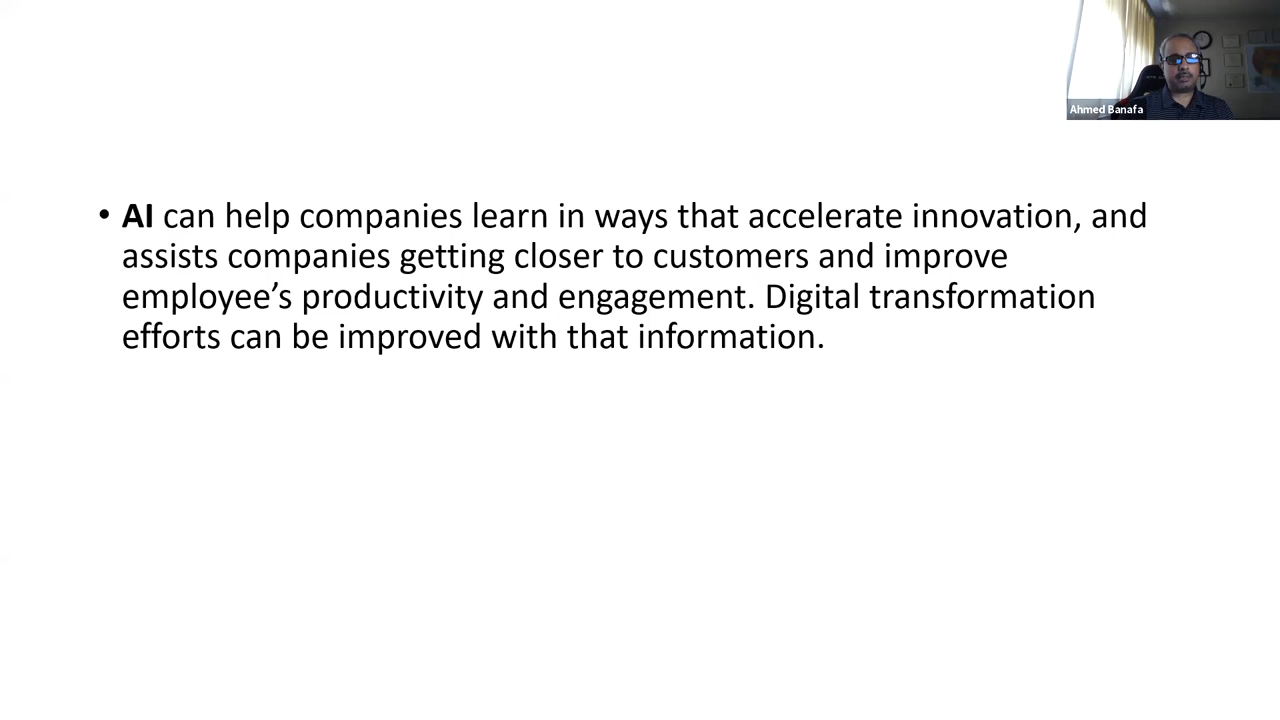 Ahmed Banafa
• AI can help companies learn in ways that accelerate innovation, and
assists companies getting closer to customers and improve
employee’s productivity and engagement. Digital transformation
efforts can be improved with that information.